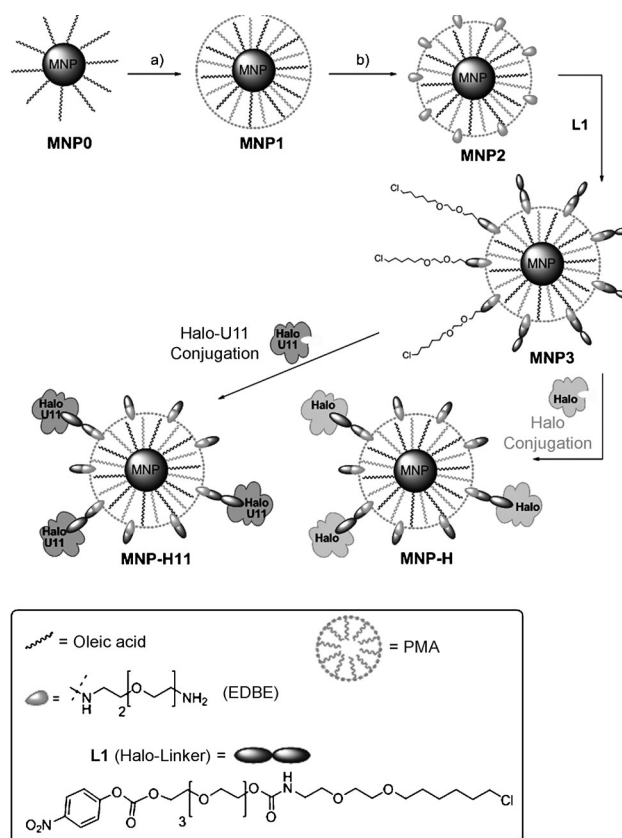 MNP
a)
MNP
b)
MNP
MNP0
MNP1
MNP2
L1
Cl
O
O
Cl
O
O
MNP
Cl
O
O
MNP3
Halo-U11
Conjugation
Halo
U11
Halo
Halo
Conjugation
Halo
U11
MNP
Halo
U11
Halo
U11
MNP-H11
Halo
MNP
Halo
Halo
MNP-H
= Oleic acid
= PMA
= N H 2 O NH2 (EDBE)
L1 (Halo-Linker) =
O2N O O O 3 O O O H N O O Cl